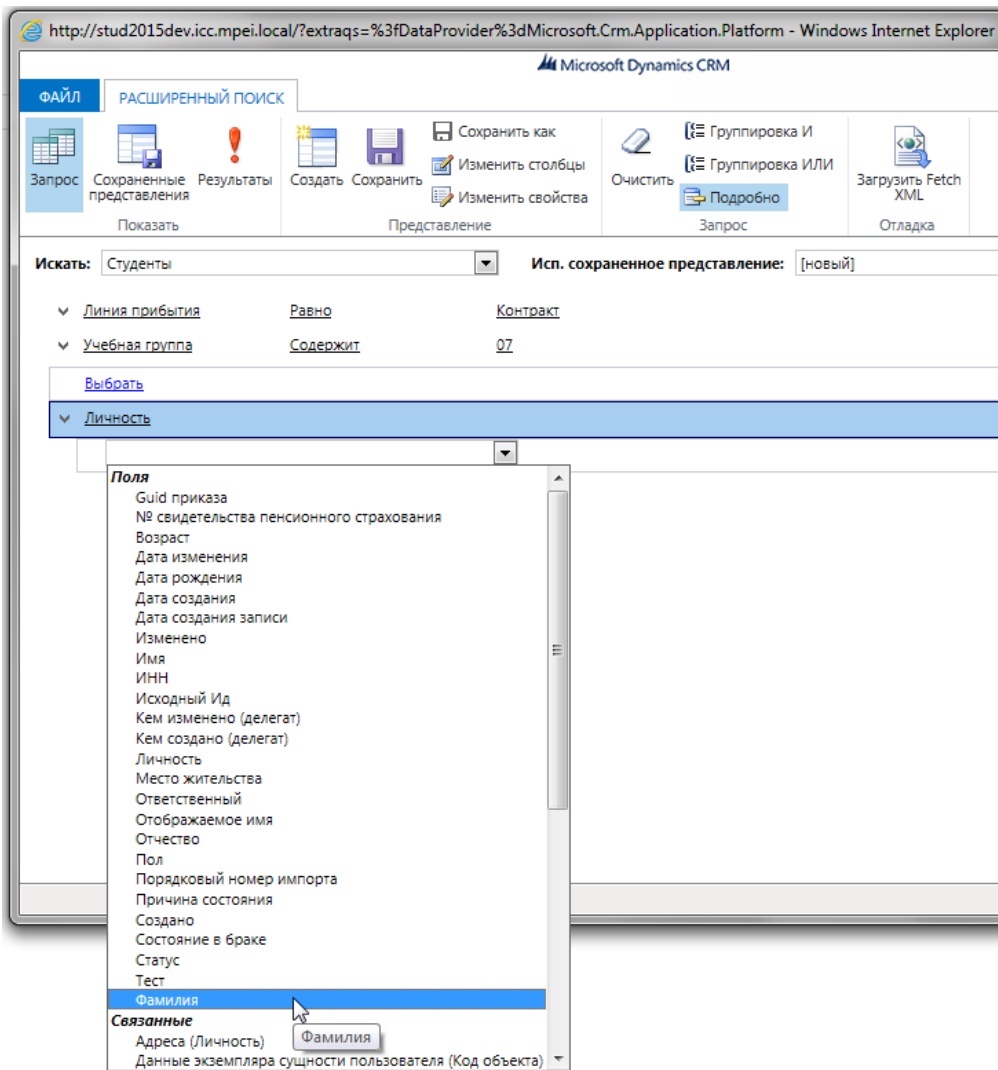 http://stud2015dev.icc.mpei.local/?extraqs=%3fDataProvider%3dMicrosoft.Crm.Application.Platform - Windows Internet Explorer
Microsoft Dynamics CRM
ФАЙЛ РАСШИРЕННЫЙ ПОИСК
Запрос
Сохраненные представления
Результаты
Создать
Сохранить
Сохранить как
Изменить столбцы
Изменить свойства
Очистить
Группировка И
Группировка ИЛИ
Подробно
Загрузить Fetch XML
Показать Представление Запрос Отладка
Искать: Студенты Исп. сохраненное представление: [новый]
Линия прибытия Равно Контракт
Учебная группа Содержит 07
Выбрать
Личность
Поля
Guid приказа
№ свидетельства пенсионного страхования
Возраст
Дата изменения
Дата рождения
Дата создания
Дата создания записи
Изменено
Имя
ИНН
Исходный Ид
Кем изменено (делегат)
Кем создано (делегат)
Личность
Место жительства
Ответственный
Отображаемое имя
Отчество
Пол
Порядковый номер импорта
Причина состояния
Создано
Состояние в браке
Статус
Тест
Фамилия
Связанные
Адреса (Личность)
Фамилия
Данные экземпляра сущности пользователя (Код объекта)